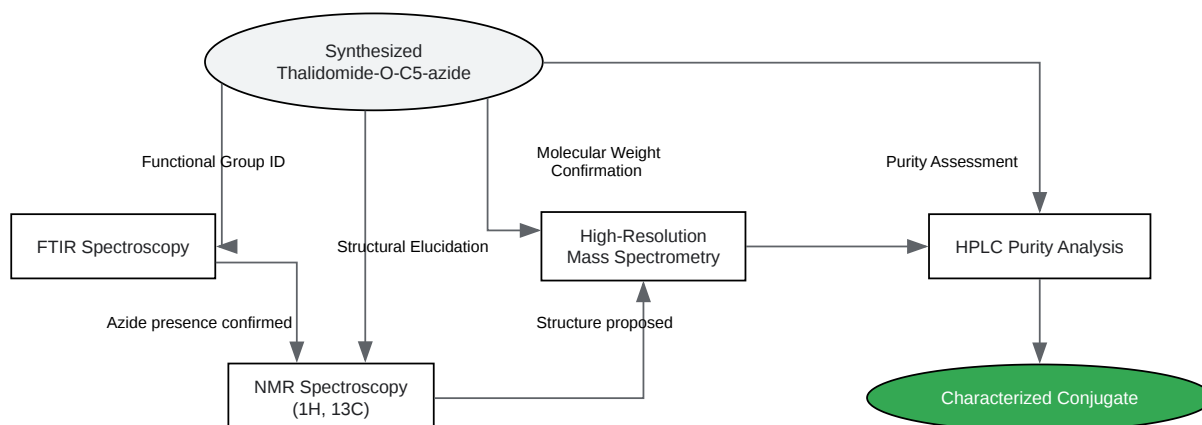 Synthesized
Thalidomide-O-C5-azide
Functional Group ID
Molecular Weight
Confirmation
Purity Assessment
FTIR Spectroscopy
Structural Elucidation
High-Resolution
Mass Spectrometry
HPLC Purity Analysis
Azide presence confirmed
Structure proposed
NMR Spectroscopy
(1H, 13C)
Characterized Conjugate